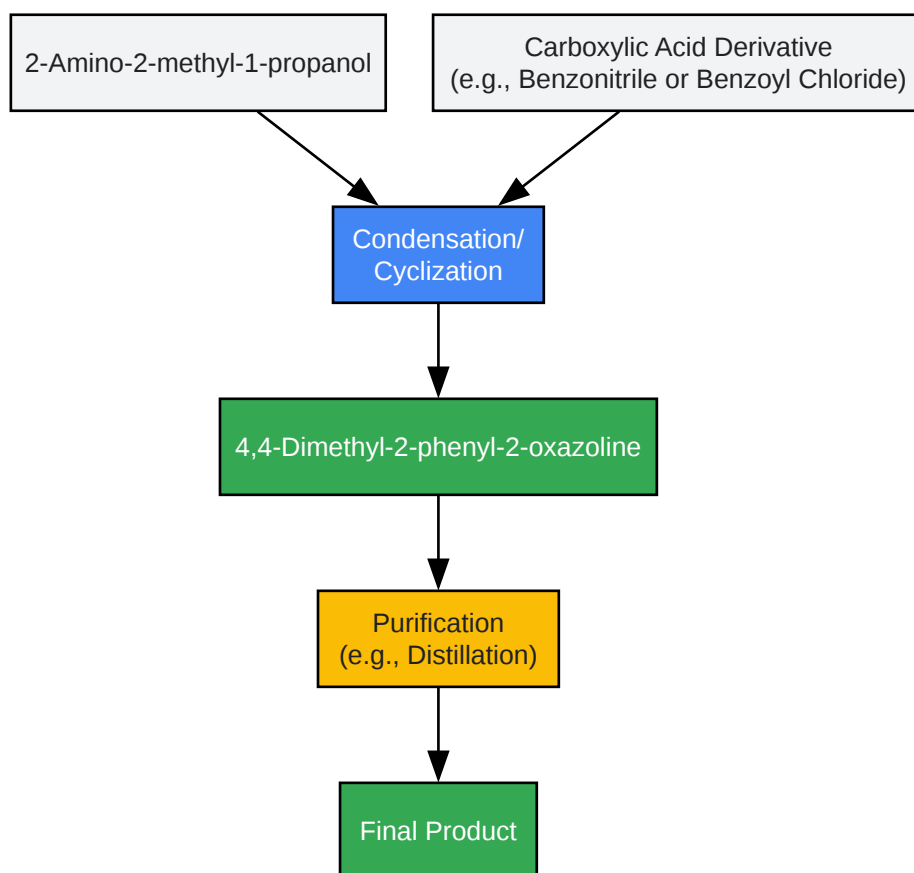 2-Amino-2-methyl-1-propanol
Carboxylic Acid Derivative
(e.g., Benzonitrile or Benzoyl Chloride)
Condensation/
Cyclization
4,4-Dimethyl-2-phenyl-2-oxazoline
Purification
(e.g., Distillation)
Final Product